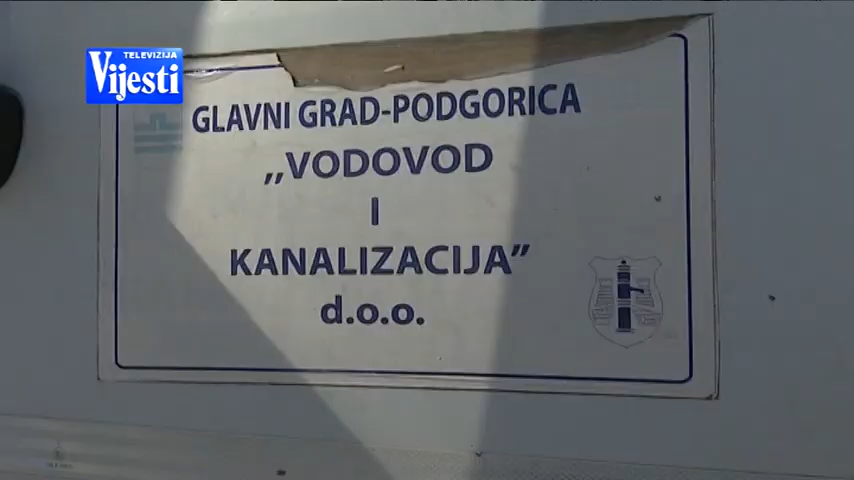 TELEVIZIJA
Vijesti
GLAVNI GRAD-PODGORICA
,,VODOVOD
I
KANALIZACIJA”
d.o.o.